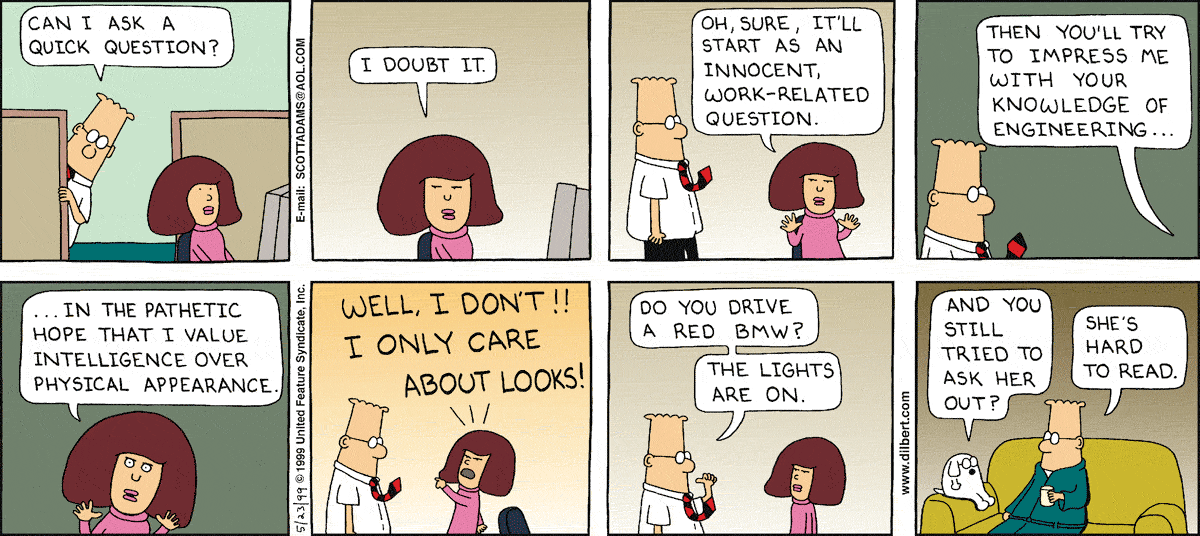 CAN I ASK A
QUICK QUESTION?
E-mail: SCOTTADAMS@AOL.COM
I DOUBT IT.
OH, SURE, IT'LL
START AS AN
INNOCENT,
WORK-RELATED
QUESTION.
THEN YOU'LL TRY
TO IMPRESS ME
WITH YOUR
KNOWLEDGE OF
ENGINEERING...
...IN THE PATHETIC
HOPE THAT I VALUE
INTELLIGENCE OVER
PHYSICAL APPEARANCE.
5/23/99 © 1999 United Feature Syndicate, Inc.
WELL, I DON'T!!
I ONLY CARE
ABOUT LOOKS!
DO YOU DRIVE
A RED BMW?
THE LIGHTS
ARE ON.
www.dilbert.com
AND YOU
STILL
TRIED TO
ASK HER
OUT?
SHE'S
HARD
TO READ.